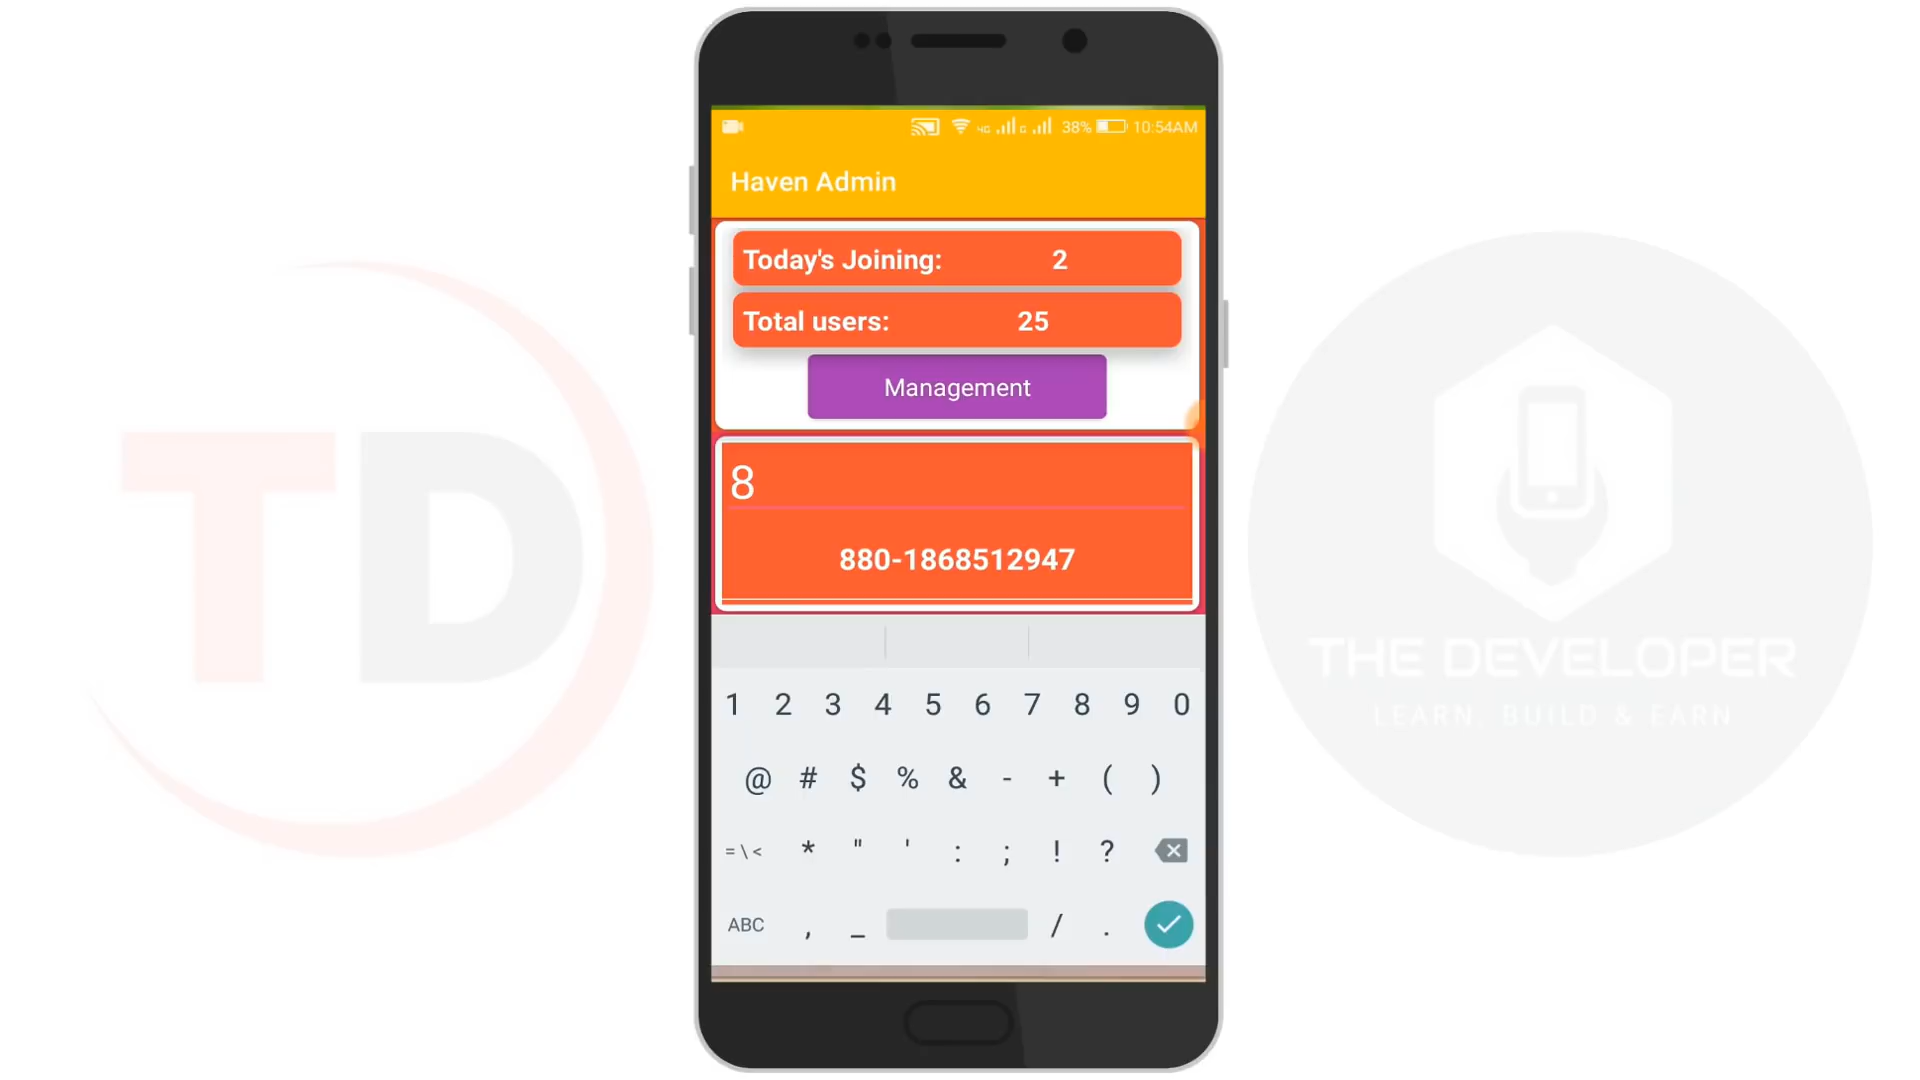 4G G 38% 10:54AM
Haven Admin
Today's Joining: 2
Total users: 25
Management
8
880-1868512947
1 2 3 4 5 6 7 8 9 0
@ # $ % & - + ( )
= \ < * " ' : ; ! ?
ABC , _ / .
TD
THE DEVELOPER
LEARN, BUILD & EARN